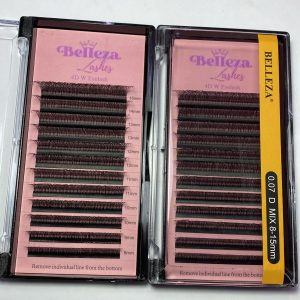 Belleza
Lashes
4D W Eyelash
Remove individual line from the bottom
Belleza
Lashes
4D W Eyelash
Remove individual line from the bottom
BELLEZA®
0.07 D MIX 8-15mm